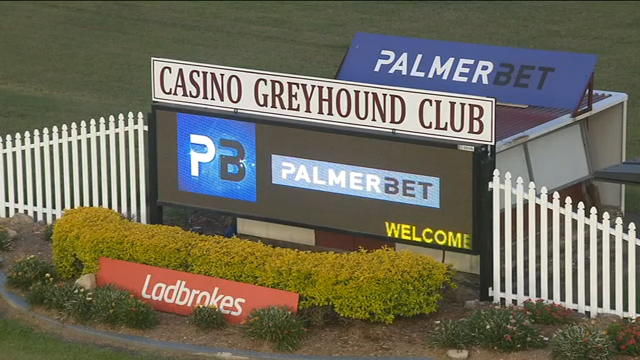 PALMERBET
CASINO GREYHOUND CLUB
PB
PALMERBET
WELCOME
Ladbrokes